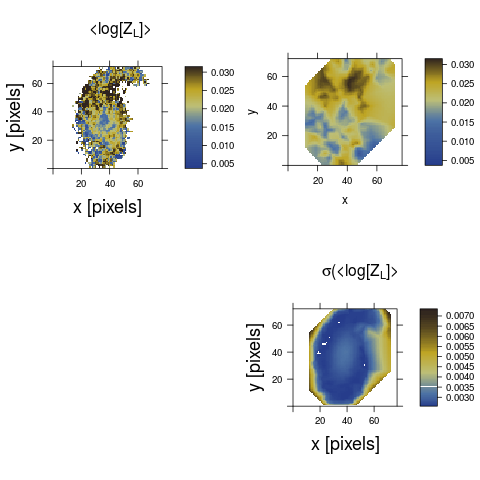 <log[Z_L]>
0.030
0.025
0.020
0.015
0.010
0.005
60
40
20
y [pixels]
20 40 60
x [pixels]
60
40
20
y
20 40 60
x
0.030
0.025
0.020
0.015
0.010
0.005
σ(<log[Z_L]>
60
40
20
y [pixels]
20 40 60
x [pixels]
0.0070
0.0065
0.0060
0.0055
0.0050
0.0045
0.0040
0.0035
0.0030